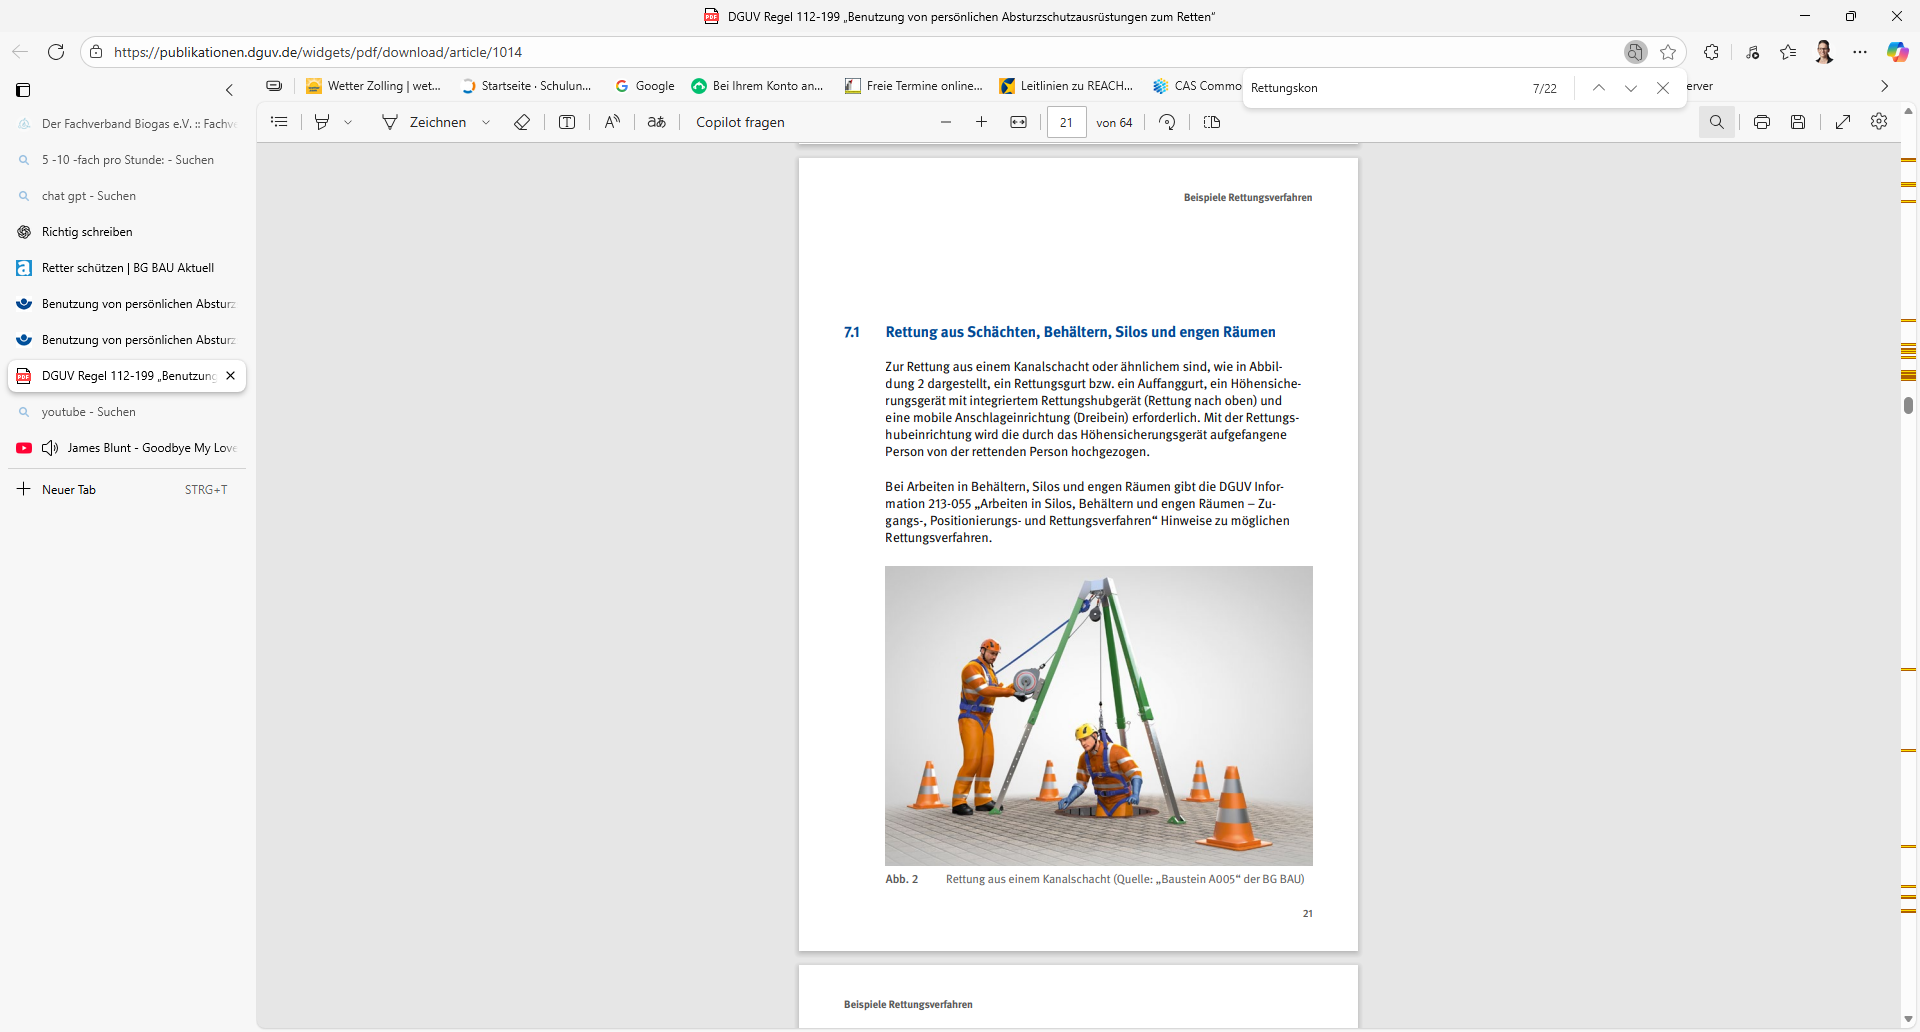 DGUV Regel 112-199 „Benutzung von persönlichen Absturzschutzausrüstungen zum Retten“
https://publikationen.dguv.de/widgets/pdf/download/article/1014
Wetter Zolling | wet...
Startseite · Schulun...
Google
Bei Ihrem Konto an...
Freie Termine online...
Leitlinien zu REACH...
CAS Commo
erver
Rettungskon
7/22
Zeichnen
Copilot fragen
21
von 64
Der Fachverband Biogas e.V. :: Fachve
5 -10 -fach pro Stunde: - Suchen
chat gpt - Suchen
Richtig schreiben
Retter schützen | BG BAU Aktuell
Benutzung von persönlichen Absturz
Benutzung von persönlichen Absturz
DGUV Regel 112-199 „Benutzung
youtube - Suchen
James Blunt - Goodbye My Love
Neuer Tab
STRG+T
Beispiele Rettungsverfahren
7.1 Rettung aus Schächten, Behältern, Silos und engen Räumen
Zur Rettung aus einem Kanalschacht oder ähnlichem sind, wie in Abbil-
dung 2 dargestellt, ein Rettungsgurt bzw. ein Auffanggurt, ein Höhensiche-
rungsgerät mit integriertem Rettungshubgerät (Rettung nach oben) und
eine mobile Anschlageinrichtung (Dreibein) erforderlich. Mit der Rettungs-
hubeinrichtung wird die durch das Höhensicherungsgerät aufgefangene
Person von der rettenden Person hochgezogen.
Bei Arbeiten in Behältern, Silos und engen Räumen gibt die DGUV Infor-
mation 213-055 „Arbeiten in Silos, Behältern und engen Räumen – Zu-
gangs-, Positionierungs- und Rettungsverfahren“ Hinweise zu möglichen
Rettungsverfahren.
Abb. 2 Rettung aus einem Kanalschacht (Quelle: „Baustein A005“ der BG BAU)
21
Beispiele Rettungsverfahren